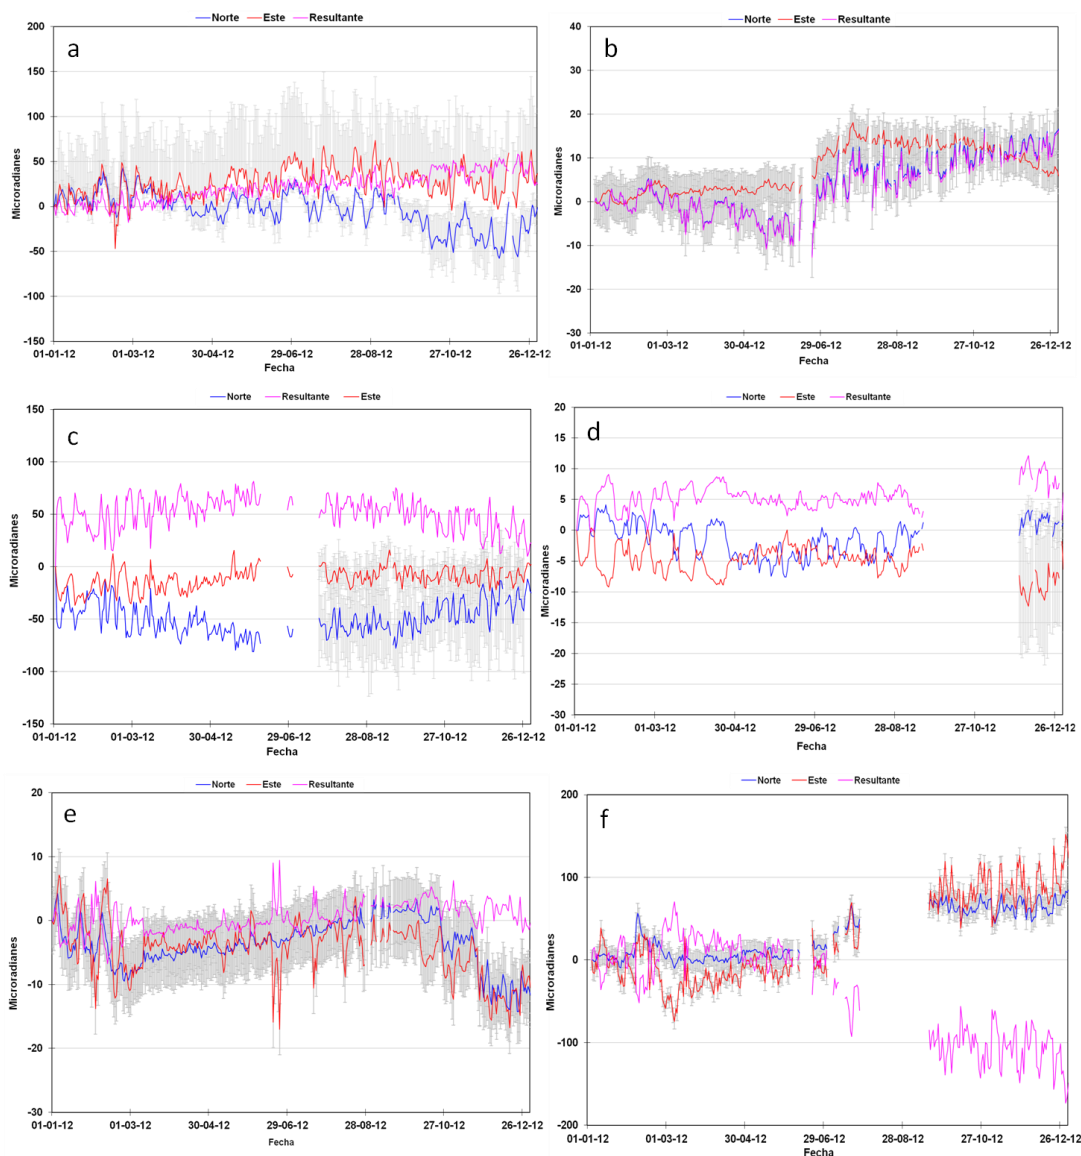 Norte Este Resultante
a
200
150
100
50
0
-50
-100
-150
Microradianes
01-01-12 01-03-12 30-04-12 29-06-12 28-08-12 27-10-12 26-12-12
Fecha
Norte Este Resultante
b
40
30
20
10
0
-10
-20
-30
Microradianes
01-01-12 01-03-12 30-04-12 29-06-12 28-08-12 27-10-12 26-12-12
Fecha
Norte Resultante Este
c
150
100
50
0
-50
-100
-150
Microradianes
01-01-12 01-03-12 30-04-12 29-06-12 28-08-12 27-10-12 26-12-12
Fecha
Norte Este Resultante
d
20
15
10
5
0
-5
-10
-15
-20
-25
-30
Microradianes
01-01-12 01-03-12 30-04-12 29-06-12 28-08-12 27-10-12 26-12-12
Fecha
Norte Este Resultante
e
20
10
0
-10
-20
-30
Microradianes
01-01-12 01-03-12 30-04-12 29-06-12 28-08-12 27-10-12 26-12-12
Fecha
Norte Este Resultante
f
200
100
0
-100
-200
Microradianes
01-01-12 01-03-12 30-04-12 29-06-12 28-08-12 27-10-12 26-12-12
Fecha